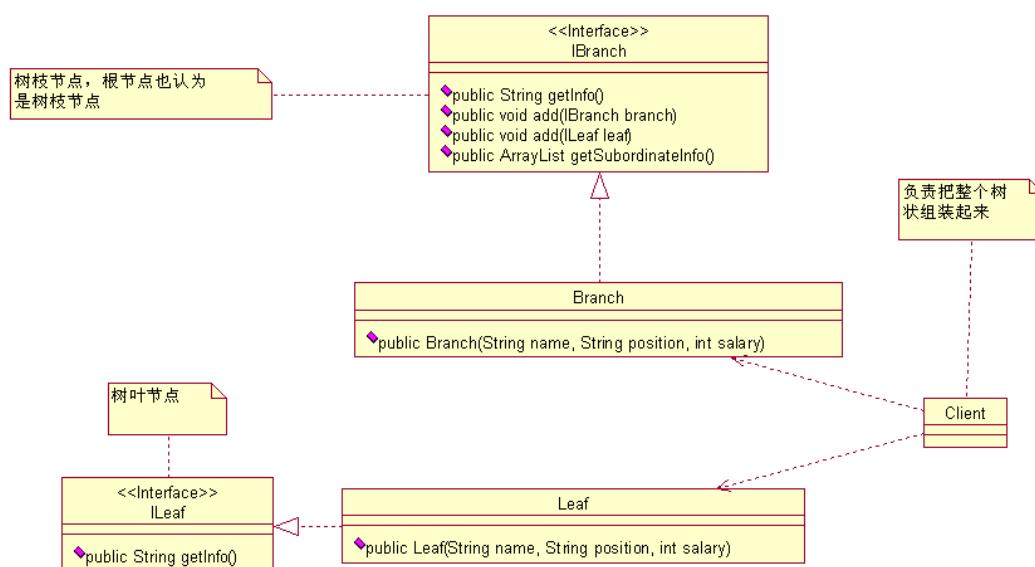 <<Interface>>
IBranch
public String getInfo()
public void add(IBranch branch)
public void add(ILeaf leaf)
public ArrayList getSubordinateInfo()
树枝节点，根节点也认为
是树枝节点
负责把整个树
状组装起来
Branch
public Branch(String name, String position, int salary)
树叶节点
Client
<<Interface>>
ILeaf
public String getInfo()
Leaf
public Leaf(String name, String position, int salary)